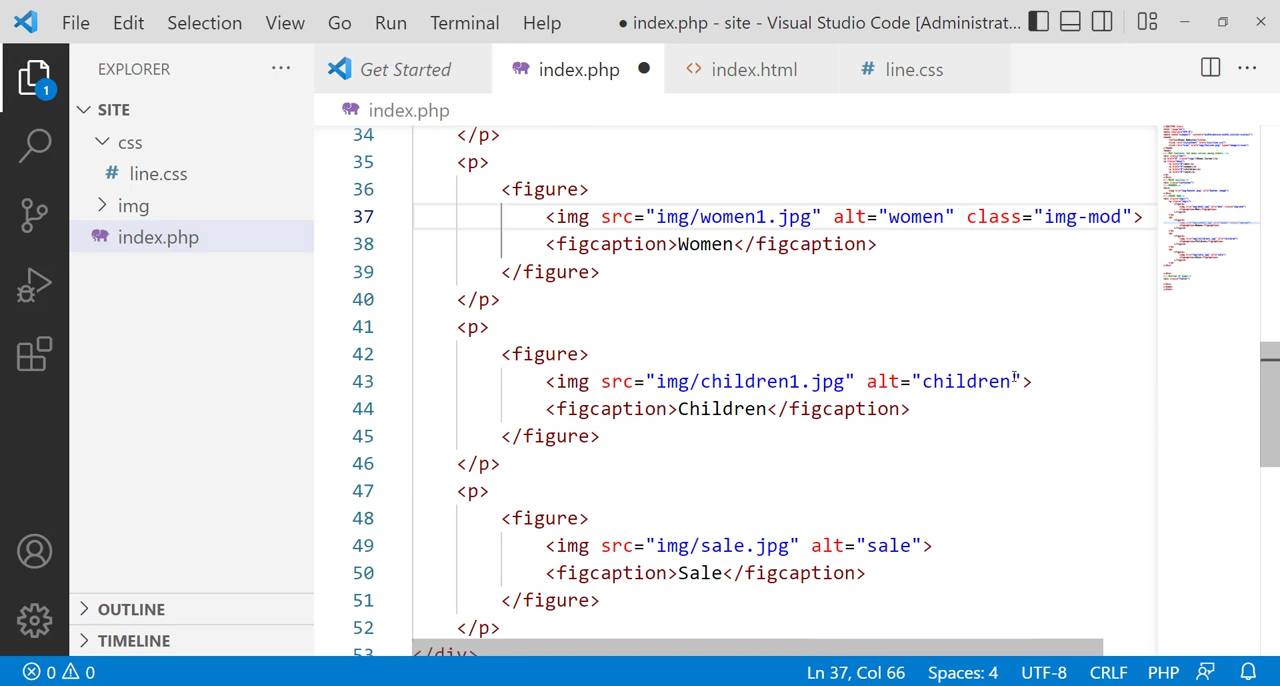 File Edit Selection View Go Run Terminal Help ● index.php - site - Visual Studio Code [Administrat...
EXPLORER ... Get Started index.php ● <> index.html # line.css ...
SITE
index.php
css
# line.css
img
index.php
1
34 </p>
35 <p>
36 <figure>
37 <img src="img/women1.jpg" alt="women" class="img-mod">
38 <figcaption>Women</figcaption>
39 </figure>
40 </p>
41 <p>
42 <figure>
43 <img src="img/children1.jpg" alt="children">
44 <figcaption>Children</figcaption>
45 </figure>
46 </p>
47 <p>
48 <figure>
49 <img src="img/sale.jpg" alt="sale">
50 <figcaption>Sale</figcaption>
51 </figure>
52 </p>
53 </div>
OUTLINE
TIMELINE
0 0 Ln 37, Col 66 Spaces: 4 UTF-8 CRLF PHP